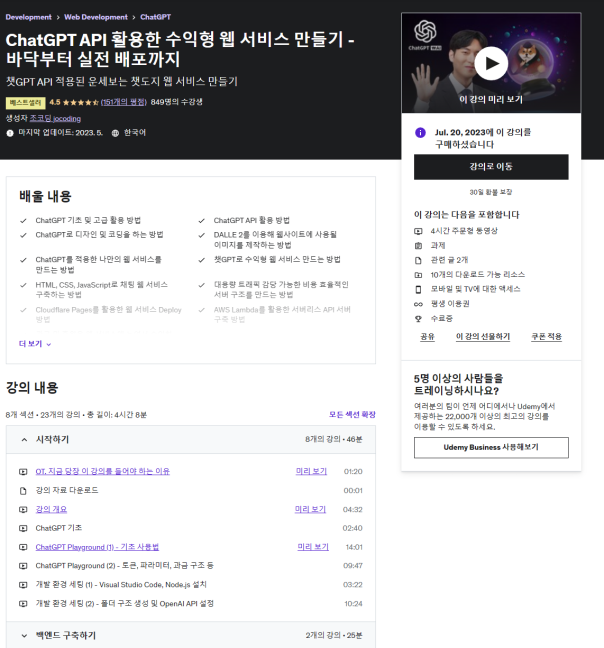 Development > Web Development > ChatGPT
ChatGPT API 활용한 수익형 웹 서비스 만들기 -
바닥부터 실전 배포까지
챗GPT API 적용된 운세보는 챗도지 웹 서비스 만들기
베스트셀러 4.5 (151개의 평점) 849명의 수강생
생성자 조코딩 jocoding
마지막 업데이트: 2023. 5. 한국어
ChatGPT
이 강의 미리 보기
Jul. 20, 2023에 이 강의를
구매하셨습니다
강의로 이동
30일 환불 보장
이 강의는 다음을 포함합니다
4시간 주문형 동영상
과제
관련 글 2개
10개의 다운로드 가능 리소스
모바일 및 TV에 대한 액세스
평생 이용권
수료증
공유 이 강의 선물하기 쿠폰 적용
5명 이상의 사람들을
트레이닝하시나요?
여러분의 팀이 언제 어디에서나 Udemy에서
제공하는 22,000개 이상의 최고의 강의를
이용할 수 있도록 하세요.
Udemy Business 사용해보기
배울 내용
ChatGPT 기초 및 고급 활용 방법
ChatGPT API 활용 방법
ChatGPT로 디자인 및 코딩을 하는 방법
DALLE 2를 이용해 웹사이트에 사용될
이미지를 제작하는 방법
ChatGPT를 적용한 나만의 웹 서비스를
만드는 방법
챗GPT로 수익형 웹 서비스 만드는 방법
HTML, CSS, JavaScript로 채팅 웹 서비스
구축하는 방법
대용량 트래픽 감당 가능한 비용 효율적인
서버 구조를 만드는 방법
Cloudflare Pages를 활용한 웹 서비스 Deploy
방법
AWS Lambda를 활용한 서버리스 API 서버
구축 방법
더 보기
강의 내용
8개 섹션 • 23개의 강의 • 총 길이: 4시간 8분
모든 섹션 확장
시작하기 8개의 강의 • 46분
OT, 지금 당장 이 강의를 들어야 하는 이유 미리 보기 01:20
강의 자료 다운로드 00:01
강의 개요 미리 보기 04:32
ChatGPT 기초 02:40
ChatGPT Playground (1) - 기초 사용법 미리 보기 14:01
ChatGPT Playground (2) - 토큰, 파라미터, 과금 구조 등 09:47
개발 환경 세팅 (1) - Visual Studio Code, Node.js 설치 03:22
개발 환경 세팅 (2) - 폴더 구조 생성 및 OpenAI API 설정 10:24
백엔드 구축하기 2개의 강의 • 25분